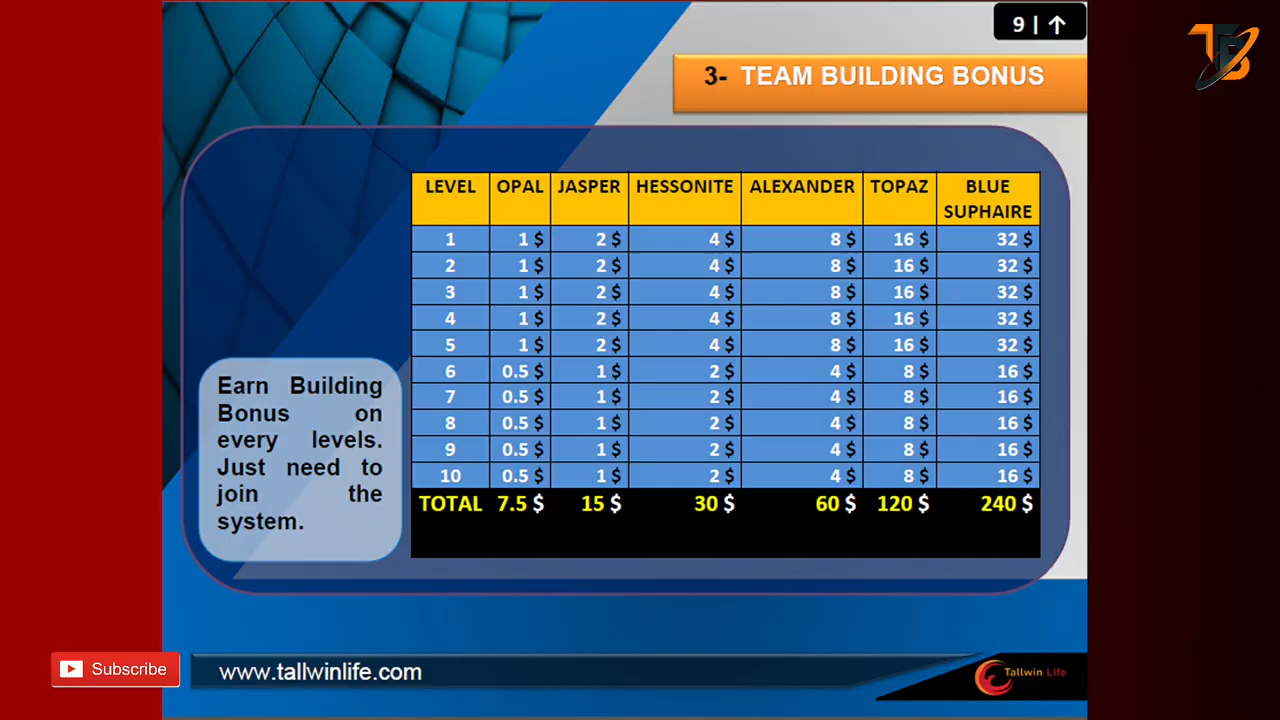 9 | ↑
3- TEAM BUILDING BONUS
LEVEL OPAL JASPER HESSONITE ALEXANDER TOPAZ BLUE SUPHAIRE
1 1 $ 2 $ 4 $ 8 $ 16 $ 32 $
2 1 $ 2 $ 4 $ 8 $ 16 $ 32 $
3 1 $ 2 $ 4 $ 8 $ 16 $ 32 $
4 1 $ 2 $ 4 $ 8 $ 16 $ 32 $
5 1 $ 2 $ 4 $ 8 $ 16 $ 32 $
6 0.5 $ 1 $ 2 $ 4 $ 8 $ 16 $
7 0.5 $ 1 $ 2 $ 4 $ 8 $ 16 $
8 0.5 $ 1 $ 2 $ 4 $ 8 $ 16 $
9 0.5 $ 1 $ 2 $ 4 $ 8 $ 16 $
10 0.5 $ 1 $ 2 $ 4 $ 8 $ 16 $
TOTAL 7.5 $ 15 $ 30 $ 60 $ 120 $ 240 $
Earn Building
Bonus on
every levels.
Just need to
join the
system.
Subscribe
www.tallwinlife.com
Tallwin Life